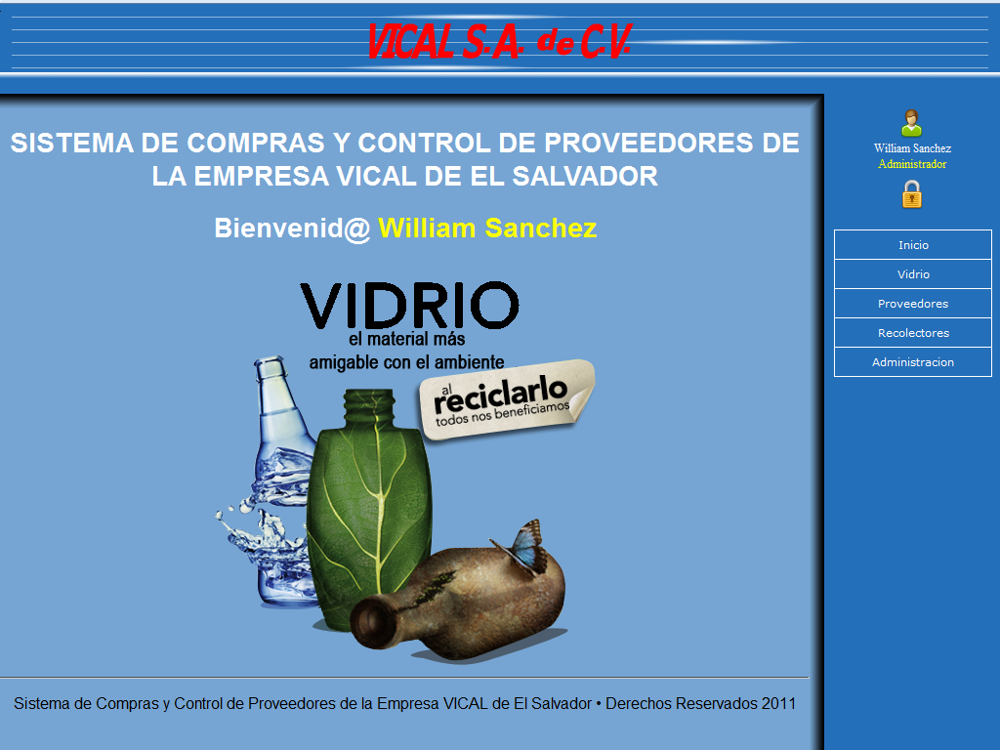 VICAL S.A. de C.V.
SISTEMA DE COMPRAS Y CONTROL DE PROVEEDORES DE
LA EMPRESA VICAL DE EL SALVADOR
Bienvenid@ William Sanchez
VIDRIO
el material más
amigable con el ambiente
al
reciclarlo
todos nos beneficiamos
Sistema de Compras y Control de Proveedores de la Empresa VICAL de El Salvador • Derechos Reservados 2011
William Sanchez
Administrador
Inicio
Vidrio
Proveedores
Recolectores
Administracion